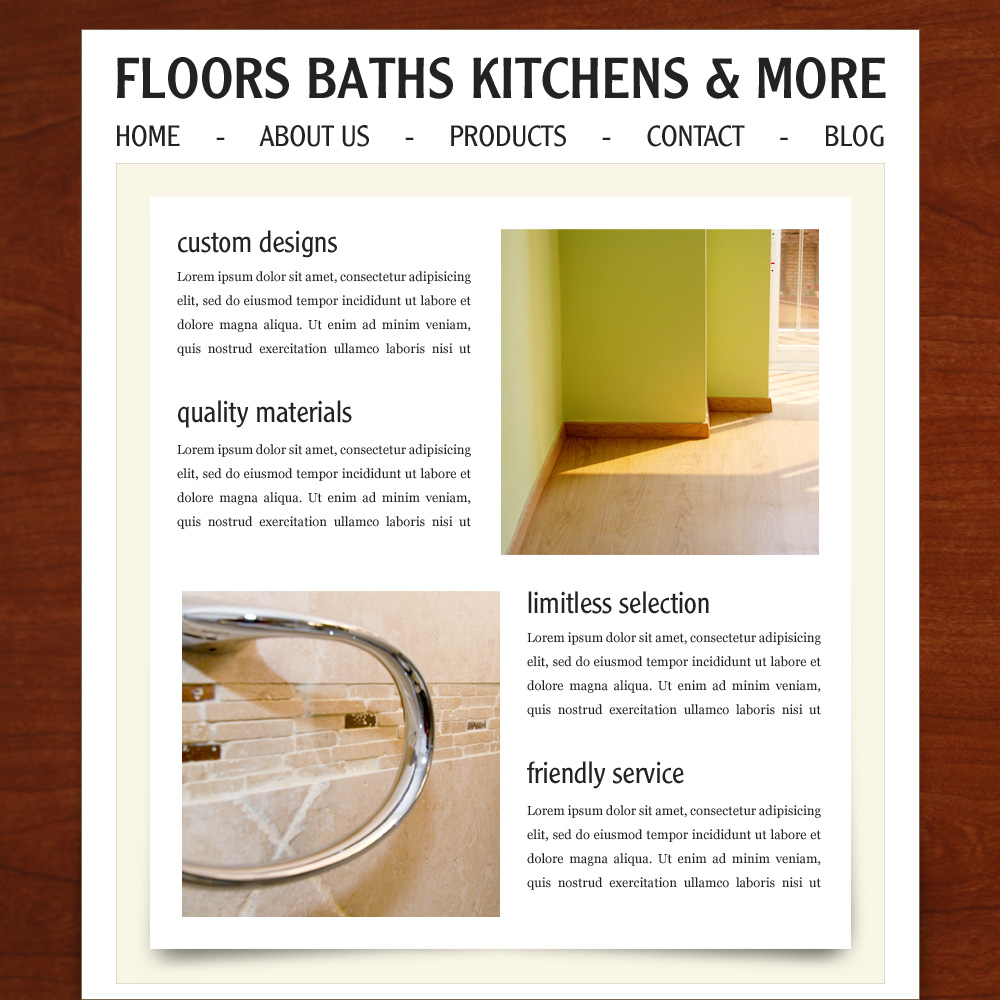 FLOORS BATHS KITCHENS & MORE
HOME - ABOUT US - PRODUCTS - CONTACT - BLOG
custom designs
Lorem ipsum dolor sit amet, consectetur adipisicing
elit, sed do eiusmod tempor incididunt ut labore et
dolore magna aliqua. Ut enim ad minim veniam,
quis nostrud exercitation ullamco laboris nisi ut
quality materials
Lorem ipsum dolor sit amet, consectetur adipisicing
elit, sed do eiusmod tempor incididunt ut labore et
dolore magna aliqua. Ut enim ad minim veniam,
quis nostrud exercitation ullamco laboris nisi ut
limitless selection
Lorem ipsum dolor sit amet, consectetur adipisicing
elit, sed do eiusmod tempor incididunt ut labore et
dolore magna aliqua. Ut enim ad minim veniam,
quis nostrud exercitation ullamco laboris nisi ut
friendly service
Lorem ipsum dolor sit amet, consectetur adipisicing
elit, sed do eiusmod tempor incididunt ut labore et
dolore magna aliqua. Ut enim ad minim veniam,
quis nostrud exercitation ullamco laboris nisi ut